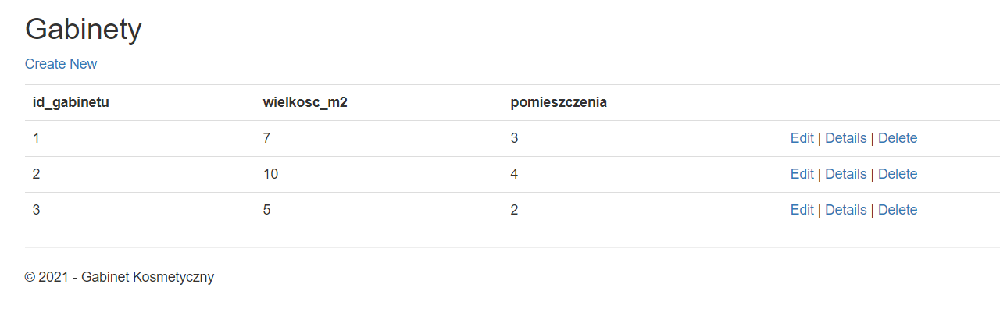 Gabinety
Create New
id_gabinetu wielkosc_m2 pomieszczenia
1 7 3 Edit | Details | Delete
2 10 4 Edit | Details | Delete
3 5 2 Edit | Details | Delete
© 2021 - Gabinet Kosmetyczny